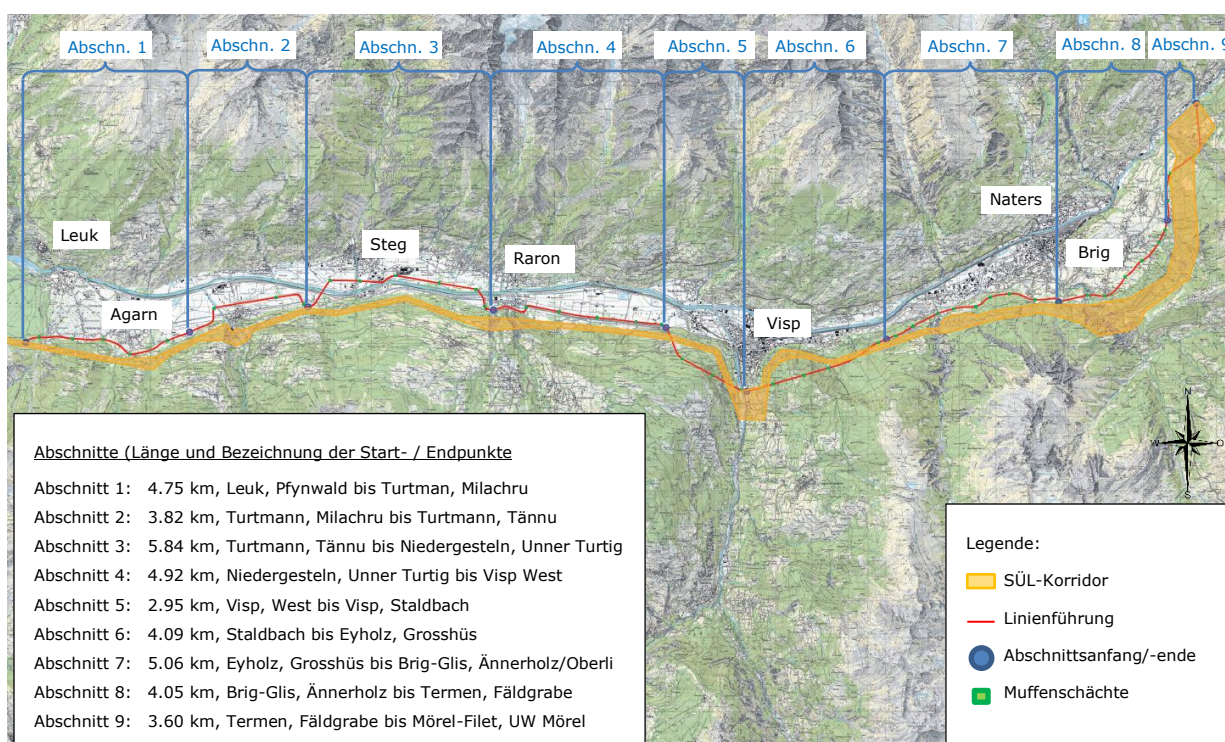 Abschn. 1
Abschn. 2
Abschn. 3
Abschn. 4
Abschn. 5
Abschn. 6
Abschn. 7
Abschn. 8
Abschn. 9
Leuk
Agarn
Steg
Raron
Visp
Naters
Brig
N
W
O
S
Abschnitte (Länge und Bezeichnung der Start- / Endpunkte
Abschnitt 1: 4.75 km, Leuk, Pfynwald bis Turtman, Milachru
Abschnitt 2: 3.82 km, Turtmann, Milachru bis Turtmann, Tännu
Abschnitt 3: 5.84 km, Turtmann, Tännu bis Niedergesteln, Unner Turtig
Abschnitt 4: 4.92 km, Niedergesteln, Unner Turtig bis Visp West
Abschnitt 5: 2.95 km, Visp, West bis Visp, Staldbach
Abschnitt 6: 4.09 km, Staldbach bis Eyholz, Grosshüs
Abschnitt 7: 5.06 km, Eyholz, Grosshüs bis Brig-Glis, Ännerholz/Oberli
Abschnitt 8: 4.05 km, Brig-Glis, Ännerholz bis Termen, Fäldgrabe
Abschnitt 9: 3.60 km, Termen, Fäldgrabe bis Mörel-Filet, UW Mörel
Legende:
SÜL-Korridor
Linienführung
Abschnittsanfang/-ende
Muffenschächte